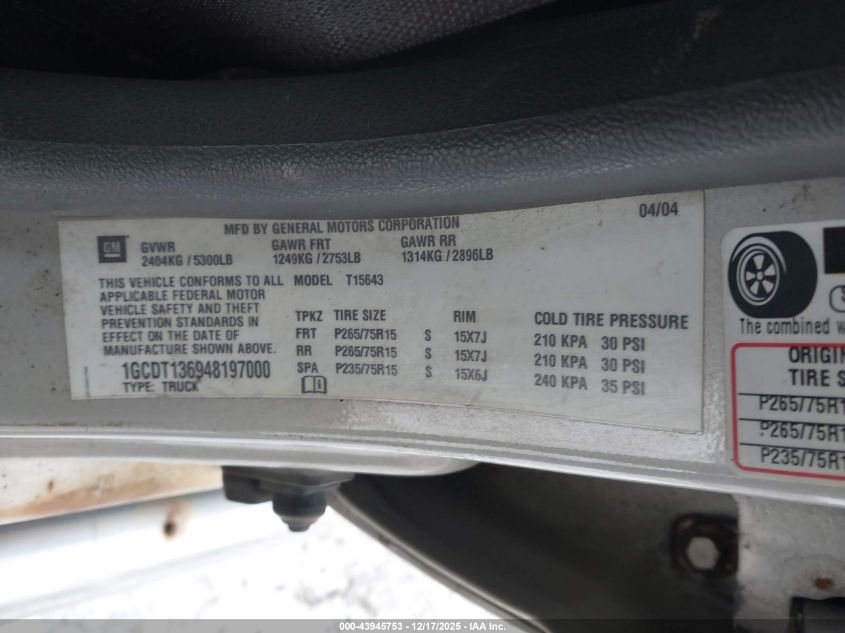 MFD BY GENERAL MOTORS CORPORATION 04/04
GM
GVWR GAWR FRT GAWR RR
2404KG / 5300LB 1249KG / 2753LB 1314KG / 2896LB
THIS VEHICLE CONFORMS TO ALL MODEL T15643
APPLICABLE FEDERAL MOTOR
VEHICLE SAFETY AND THEFT
PREVENTION STANDARDS IN
EFFECT ON THE DATE OF
MANUFACTURE SHOWN ABOVE.
1GCDT136948197000
TYPE: TRUCK
TPKZ TIRE SIZE RIM COLD TIRE PRESSURE
FRT P265/75R15 S 15X7J 210 KPA 30 PSI
RR P265/75R15 S 15X7J 210 KPA 30 PSI
SPA P235/75R15 S 15X6J 240 KPA 35 PSI
The combined w
ORIGIN
TIRE S
P265/75R1
P265/75R1
P235/75R1
000-43945753 – 12/17/2025 – IAA Inc.